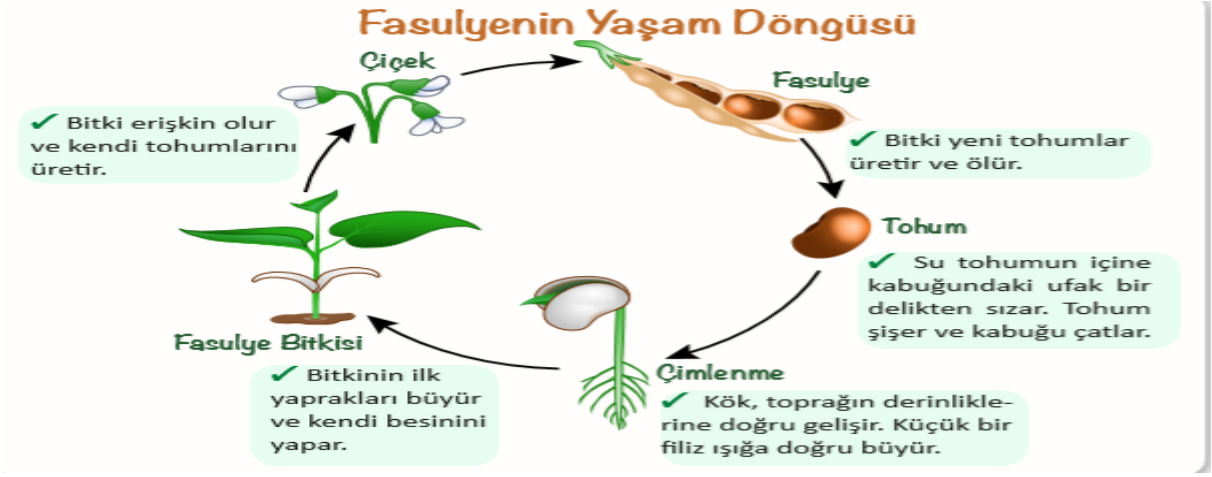 Fasulyenin Yaşam Döngüsü
Çiçek
✓ Bitki erişkin olur
ve kendi tohumlarını
üretir.
Fasulye
✓ Bitki yeni tohumlar
üretir ve ölür.
Tohum
✓ Su tohumun içine
kabuğundaki ufak bir
delikten sızar. Tohum
şişer ve kabuğu çatlar.
Çimlenme
✓ Kök, toprağın derinlikle-
rine doğru gelişir. Küçük bir
filiz ışığa doğru büyür.
Fasulye Bitkisi
✓ Bitkinin ilk
yaprakları büyür
ve kendi besinini
yapar.